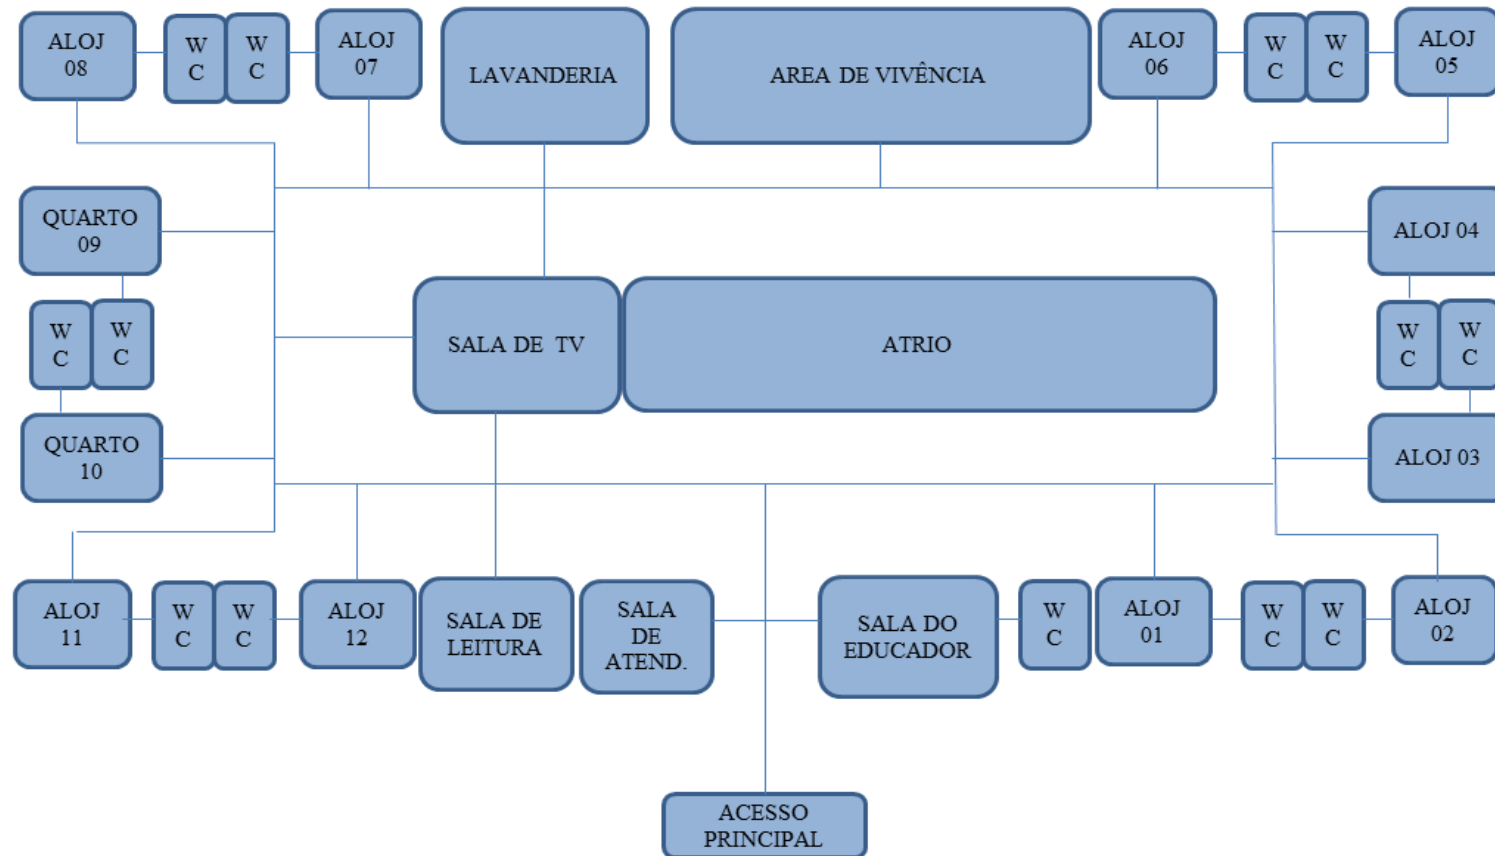 ALOJ
08
W
C
W
C
ALOJ
07
LAVANDERIA
AREA DE VIVÊNCIA
ALOJ
06
W
C
W
C
ALOJ
05
QUARTO
09
ALOJ 04
W
C
W
C
SALA DE TV
ATRIO
W
C
W
C
QUARTO
10
ALOJ 03
ALOJ
11
W
C
W
C
ALOJ
12
SALA DE
LEITURA
SALA
DE
ATEND.
SALA DO
EDUCADOR
W
C
ALOJ
01
W
C
W
C
ALOJ
02
ACESSO
PRINCIPAL